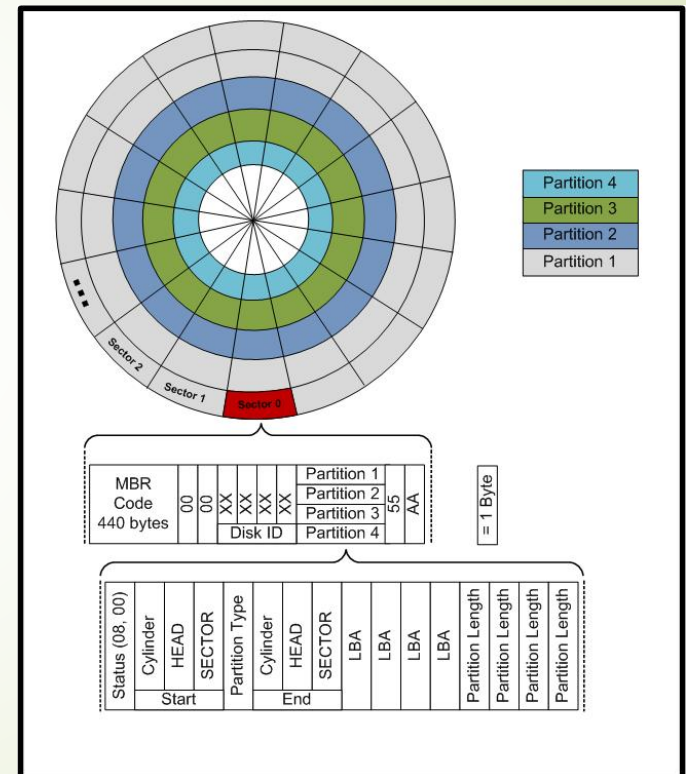 Partition 4
Partition 3
Partition 2
Partition 1
Sector 2
Sector 1
Sector 0
MBR
Code
440 bytes
00
00
XX
XX
XX
XX
Disk ID
Partition 1
Partition 2
Partition 3
Partition 4
55
AA
= 1 Byte
Status (08, 00)
Cylinder
HEAD
SECTOR
Start
Partition Type
Cylinder
HEAD
SECTOR
End
LBA
LBA
LBA
LBA
Partition Length
Partition Length
Partition Length
Partition Length